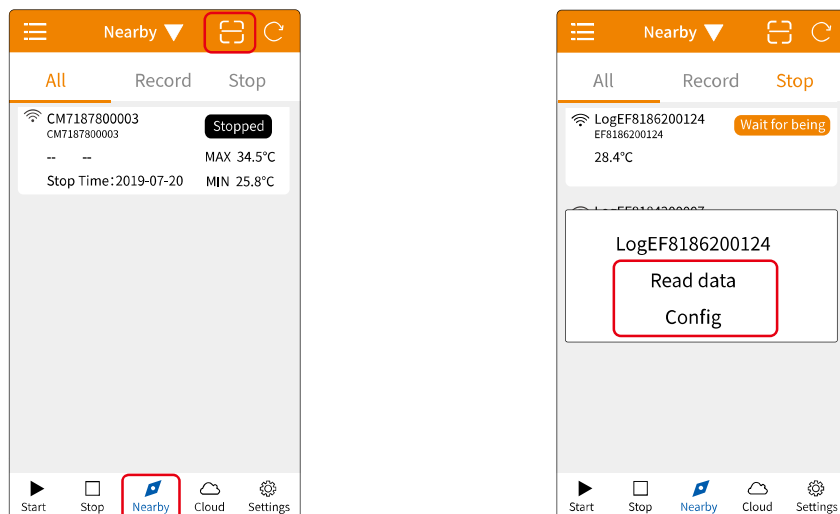 Nearby
All Record Stop
CM7187800003 Stopped
CM7187800003
-- -- MAX 34.5°C
Stop Time:2019-07-20 MIN 25.8°C
Start Stop Nearby Cloud Settings
Nearby
All Record Stop
LogEF8186200124 Wait for being
EF8186200124
28.4°C
LogEF8186200124
Read data
Config
Start Stop Nearby Cloud Settings